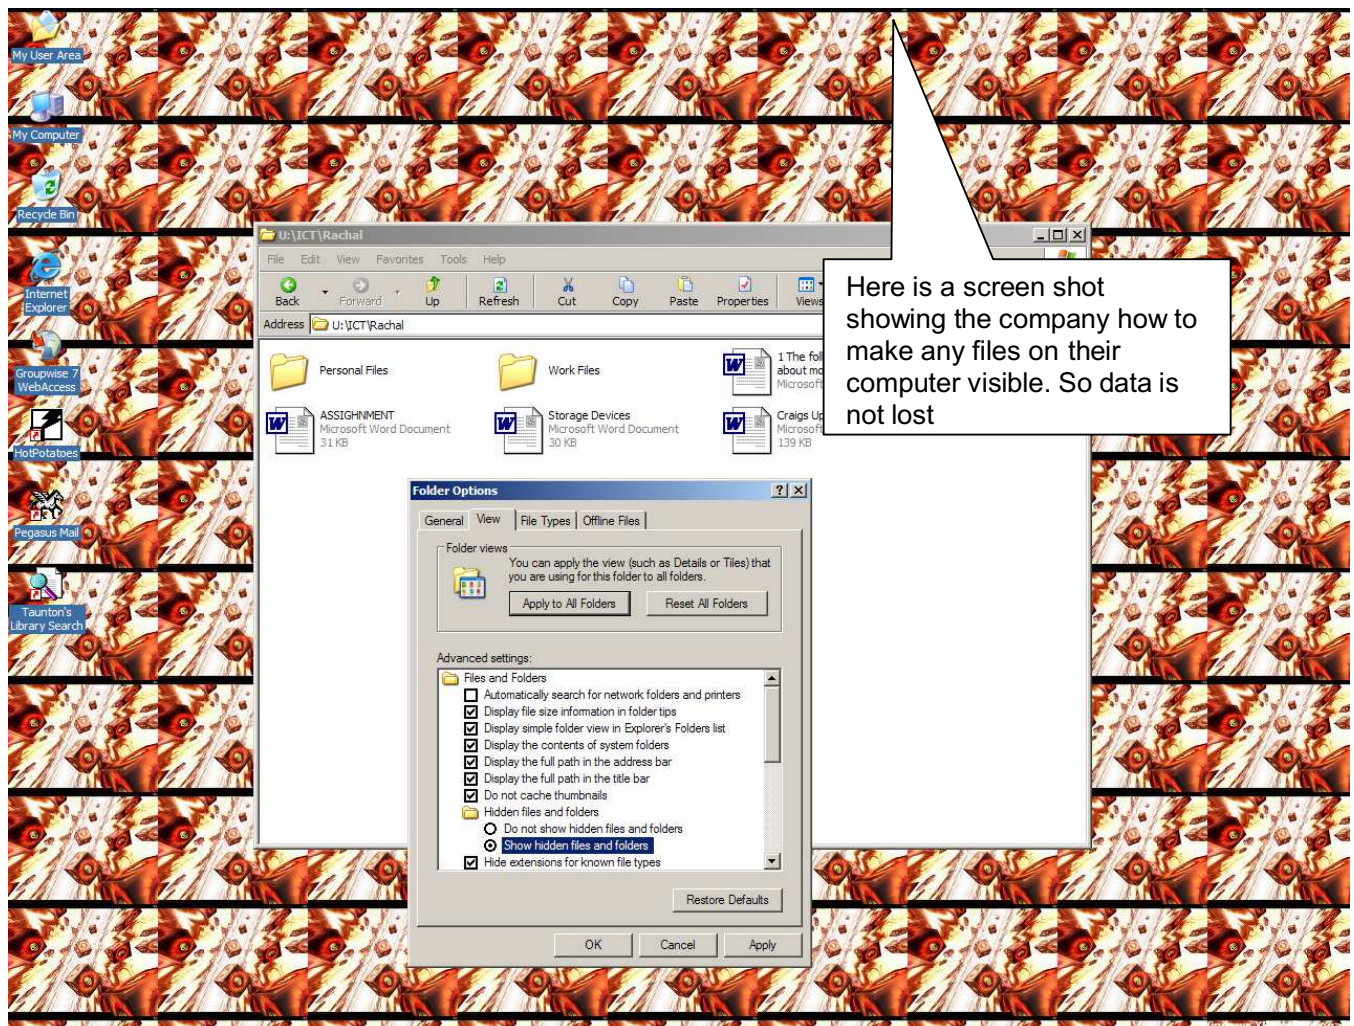 My User Area
My Computer
Recycle Bin
Internet
Explorer
Groupwise 7
WebAccess
HotPotatoes
Pegasus Mail
Taunton's
Library Search
U:\ICT\Rachal
File Edit View Favorites Tools Help
Back Forward Up Refresh Cut Copy Paste Properties Views
Address U:\ICT\Rachal
Personal Files
Work Files
1 The
about
Microsoft
ASSIGHNMENT
Microsoft Word Document
31 KB
Storage Devices
Microsoft Word Document
30 KB
Craigs
Microsoft
139 KB
Here is a screen shot
showing the company how to
make any files on their
computer visible. So data is
not lost
Folder Options
General View File Types Offline Files
Folder views
You can apply the view (such as Details or Tiles) that
you are using for this folder to all folders.
Apply to All Folders Reset All Folders
Advanced settings:
Files and Folders
Automatically search for network folders and printers
Display file size information in folder tips
Display simple folder view in Explorer's Folders list
Display the contents of system folders
Display the full path in the address bar
Display the full path in the title bar
Do not cache thumbnails
Hidden files and folders
Do not show hidden files and folders
Show hidden files and folders
Hide extensions for known file types
Restore Defaults
OK Cancel Apply